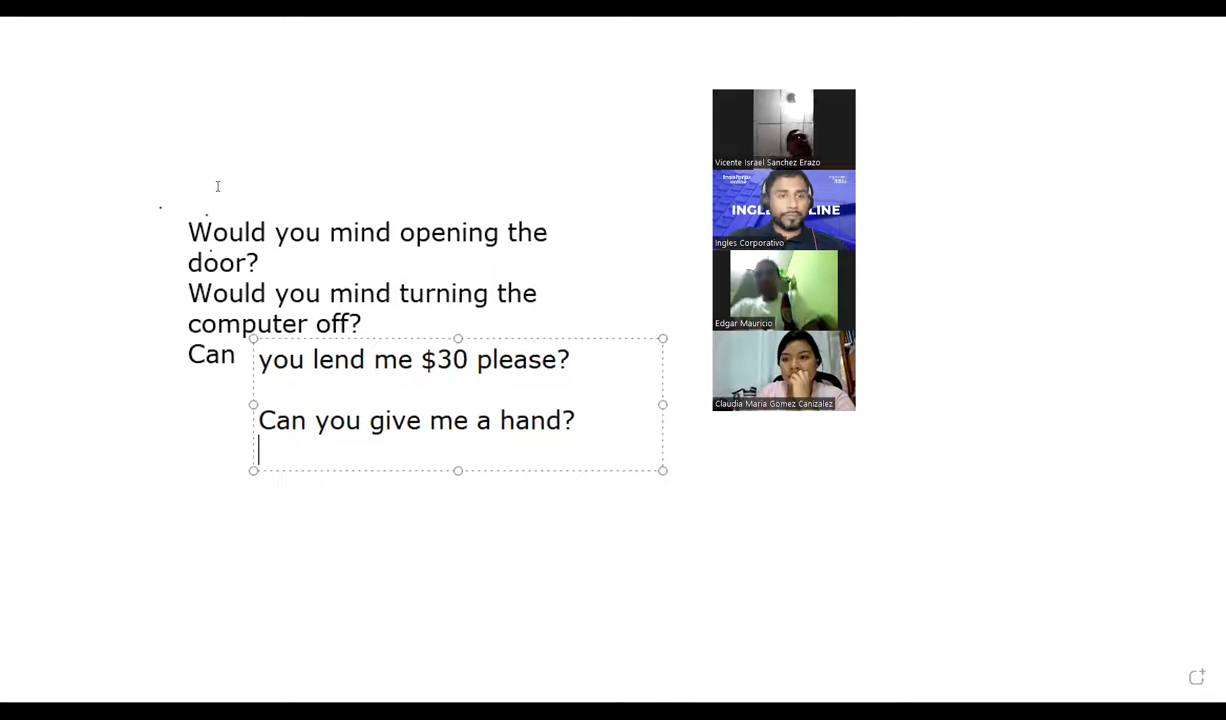 Would you mind opening the
door?
Would you mind turning the
computer off?
Can you lend me $30 please?
Can you give me a hand?
Vicente Israel Sanchez Erazo
Insaforp
online
INGL LINE
Ingles Corporativo
Edgar Mauricio
Claudia Maria Gomez Canizalez